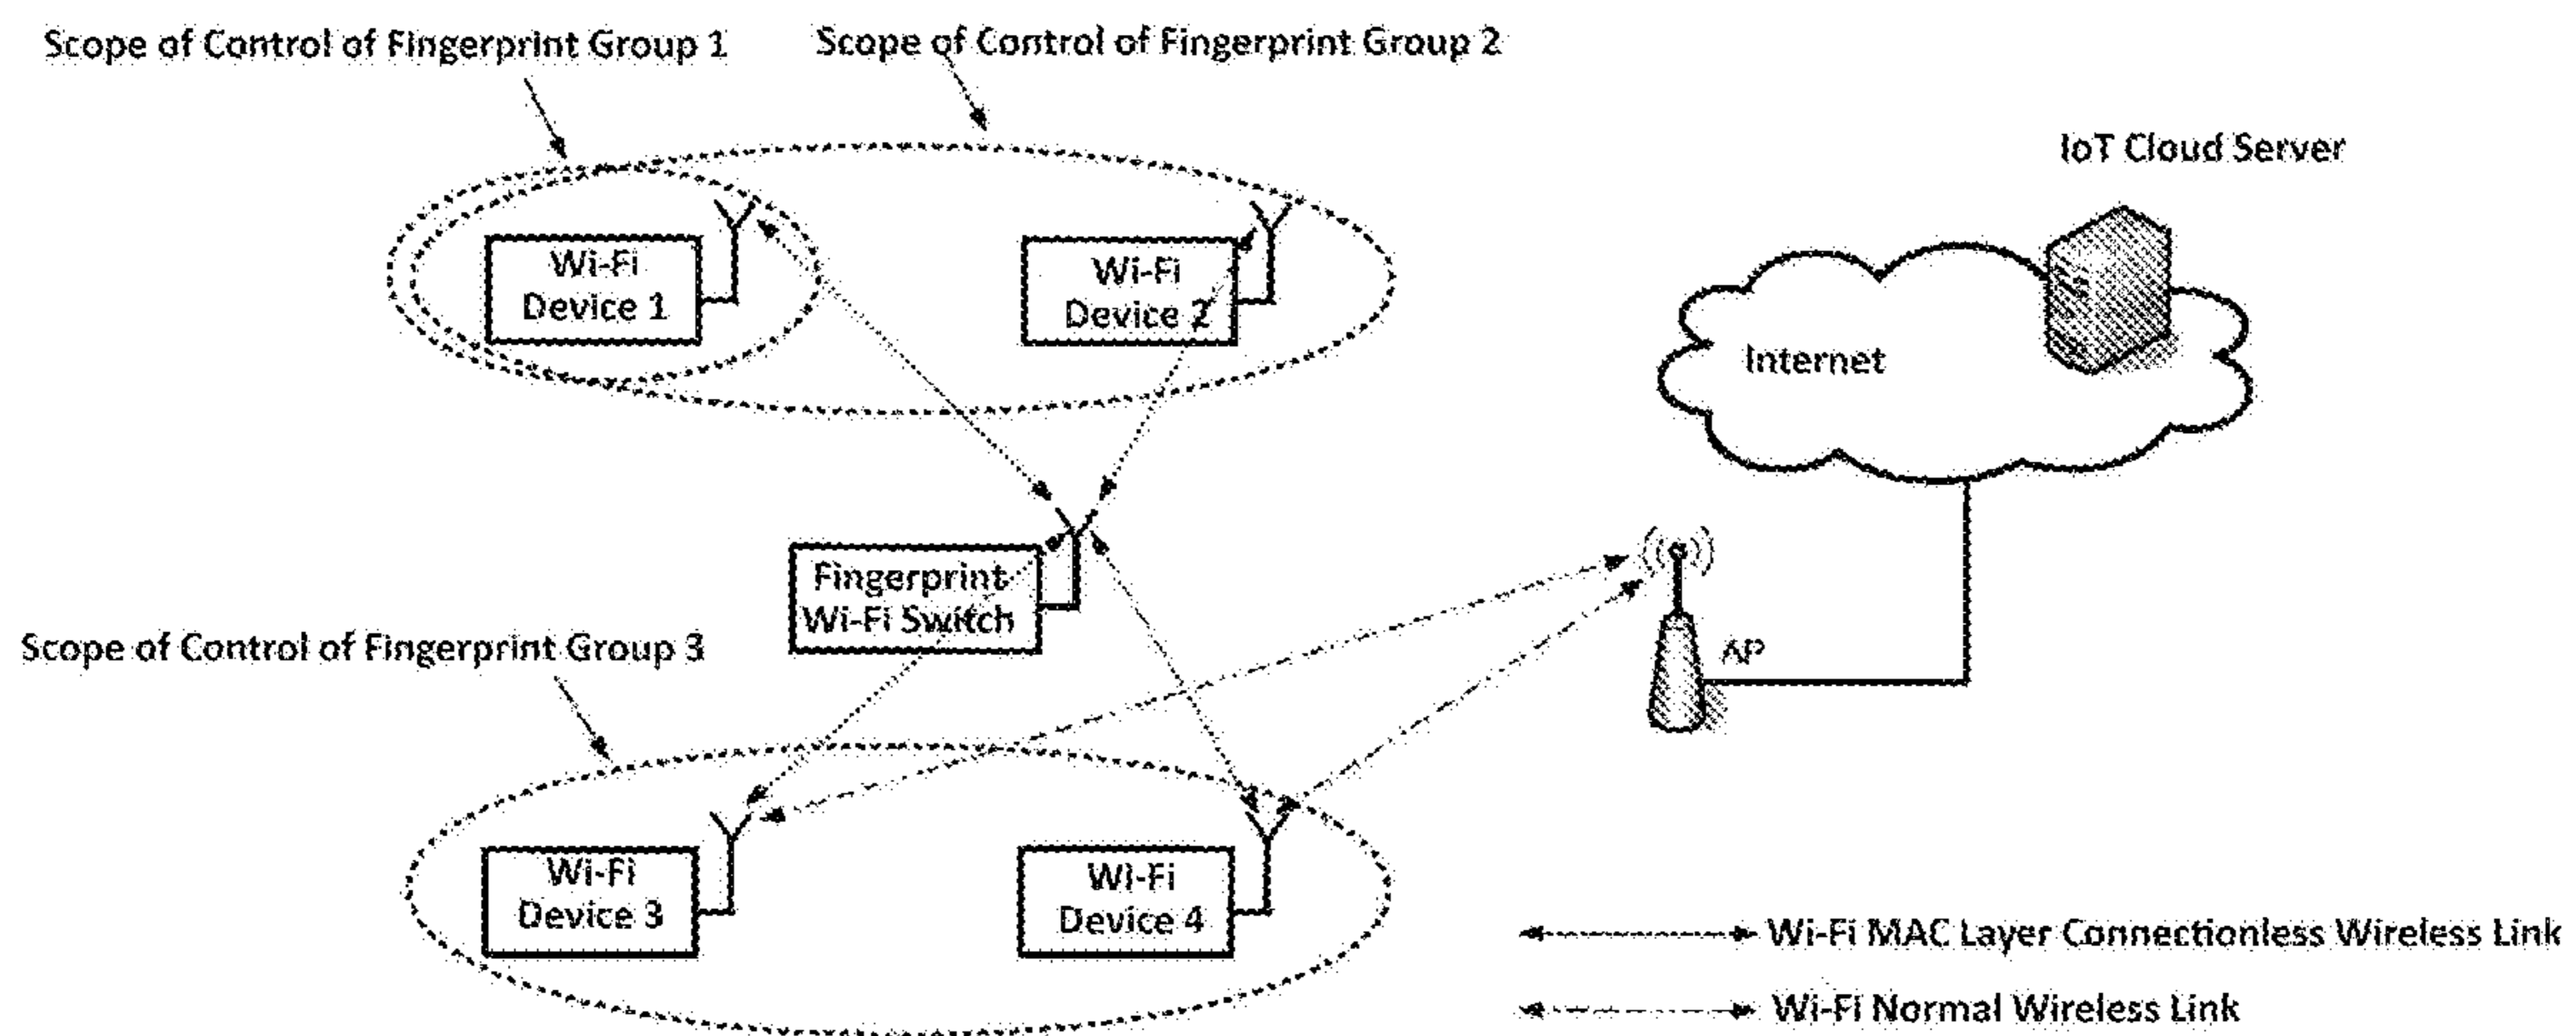 Scope of Control of Fingerprint Group 1
Scope of Control of Fingerprint Group 2
IoT Cloud Server
Wi-Fi
Device 1
Wi-Fi
Device 2
Internet
Fingerprint
Wi-Fi Switch
AP
Scope of Control of Fingerprint Group 3
Wi-Fi
Device 3
Wi-Fi
Device 4
Wi-Fi MAC Layer Connectionless Wireless Link
Wi-Fi Normal Wireless Link